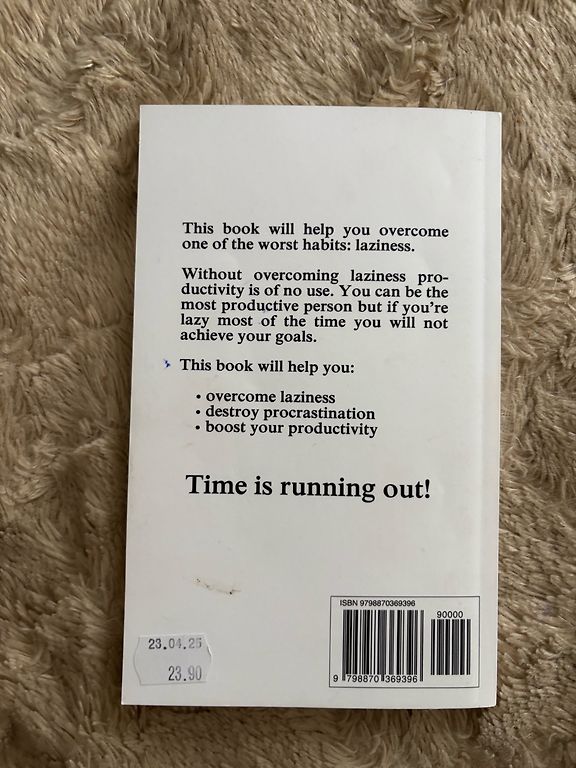 This book will help you overcome
one of the worst habits: laziness.
Without overcoming laziness pro-
ductivity is of no use. You can be the
most productive person but if you're
lazy most of the time you will not
achieve your goals.
This book will help you:
• overcome laziness
• destroy procrastination
• boost your productivity
Time is running out!
ISBN 9798870369396
90000
9 798870 369396
23.04.25
23.90